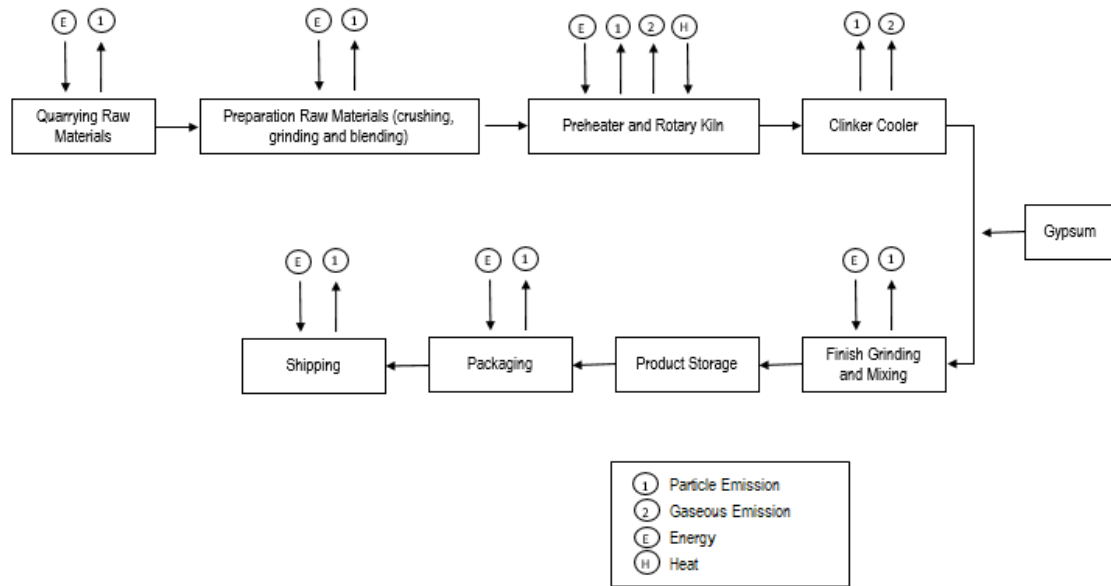 E 1
E 1
E 1 2 H
1 2
Quarrying Raw
Materials
Preparation Raw Materials (crushing,
grinding and blending)
Preheater and Rotary Kiln
Clinker Cooler
Gypsum
E 1
E 1
E 1
Shipping
Packaging
Product Storage
Finish Grinding
and Mixing
1 Particle Emission
2 Gaseous Emission
E Energy
H Heat